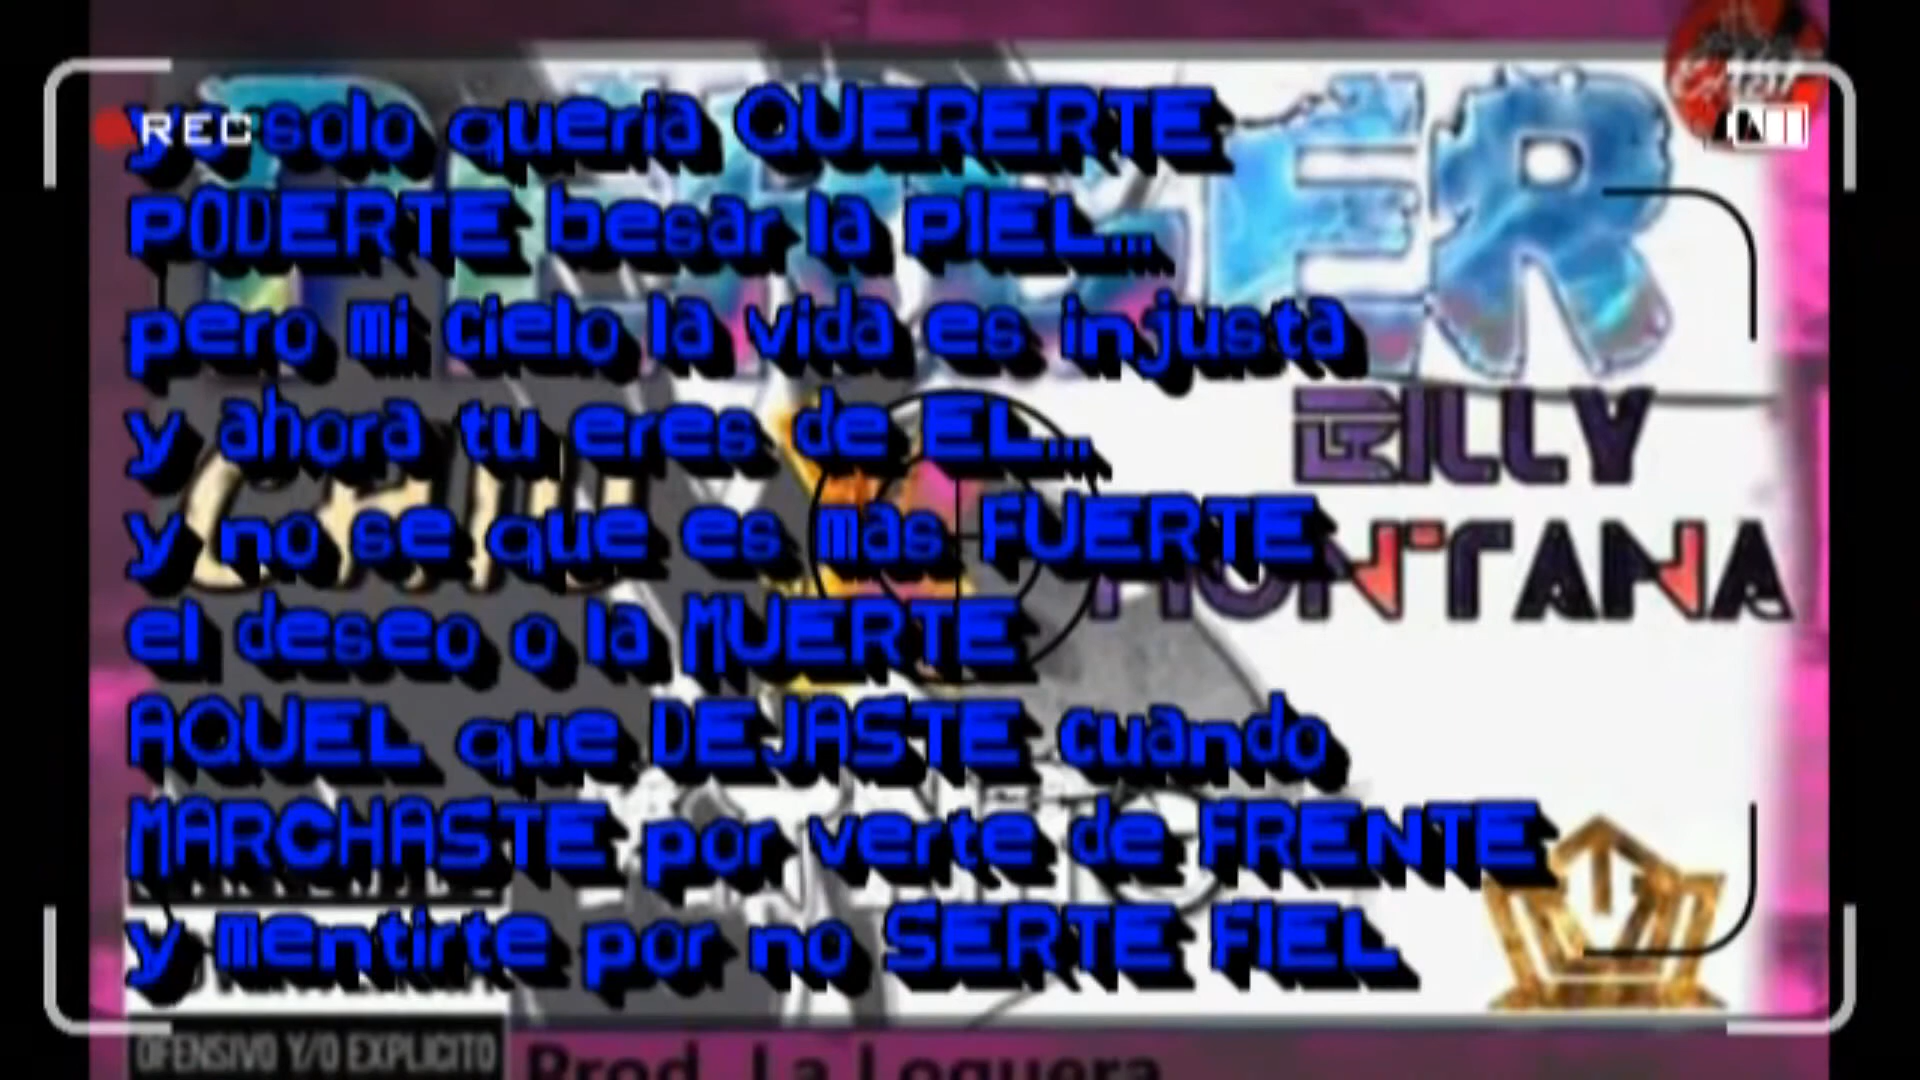 REC
yo solo queria QUERERTE
PODERTE besar la PIEL...
pero mi cielo la vida es injusta
y ahora tu eres de EL...
y no se que es mas FUERTE
el deseo o la MUERTE
AQUEL que DEJASTE cuando
MARCHASTE por verte de FRENTE
y mentirte por no SERTE FIEL
BILLY
MONTANA
OFENSIVO Y/O EXPLICITO
Prod. La Loquera